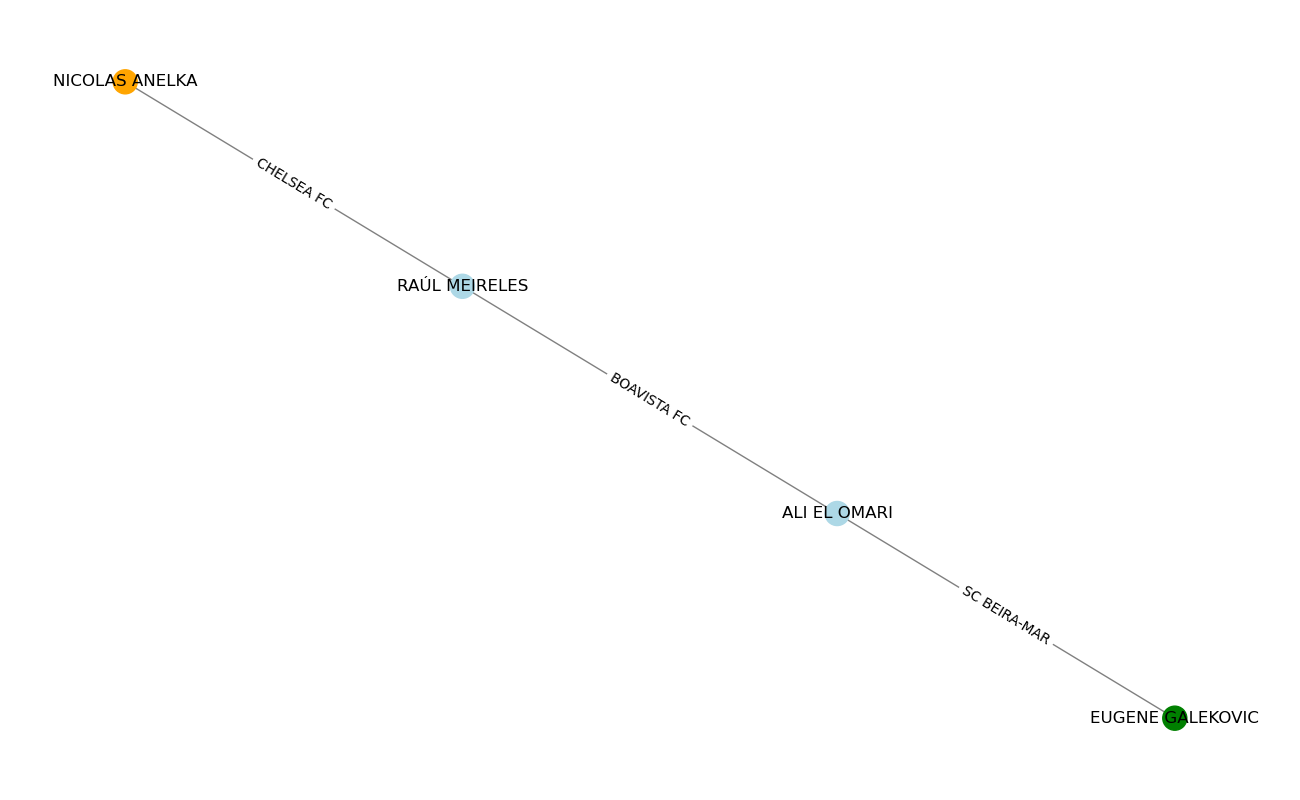 NICOLAS ANELKA
CHELSEA FC
RAÚL MEIRELES
BOAVISTA FC
ALI EL OMARI
SC BEIRA-MAR
EUGENE GALEKOVIC